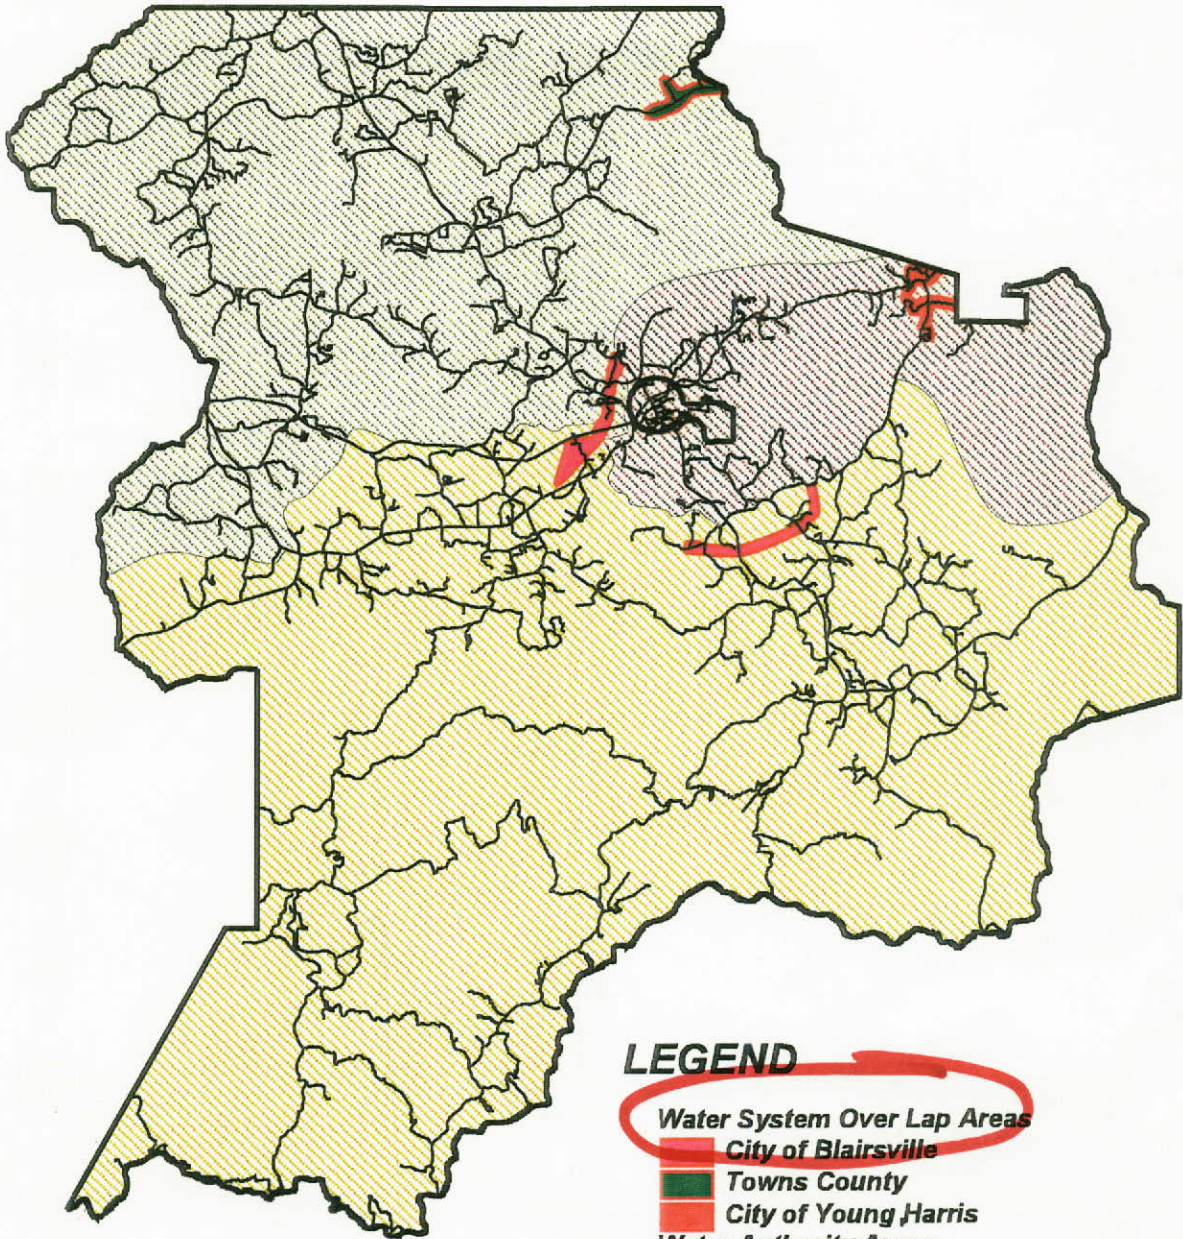 LEGEND
Water System Over Lap Areas
City of Blairsville
Towns County
City of Young Harris